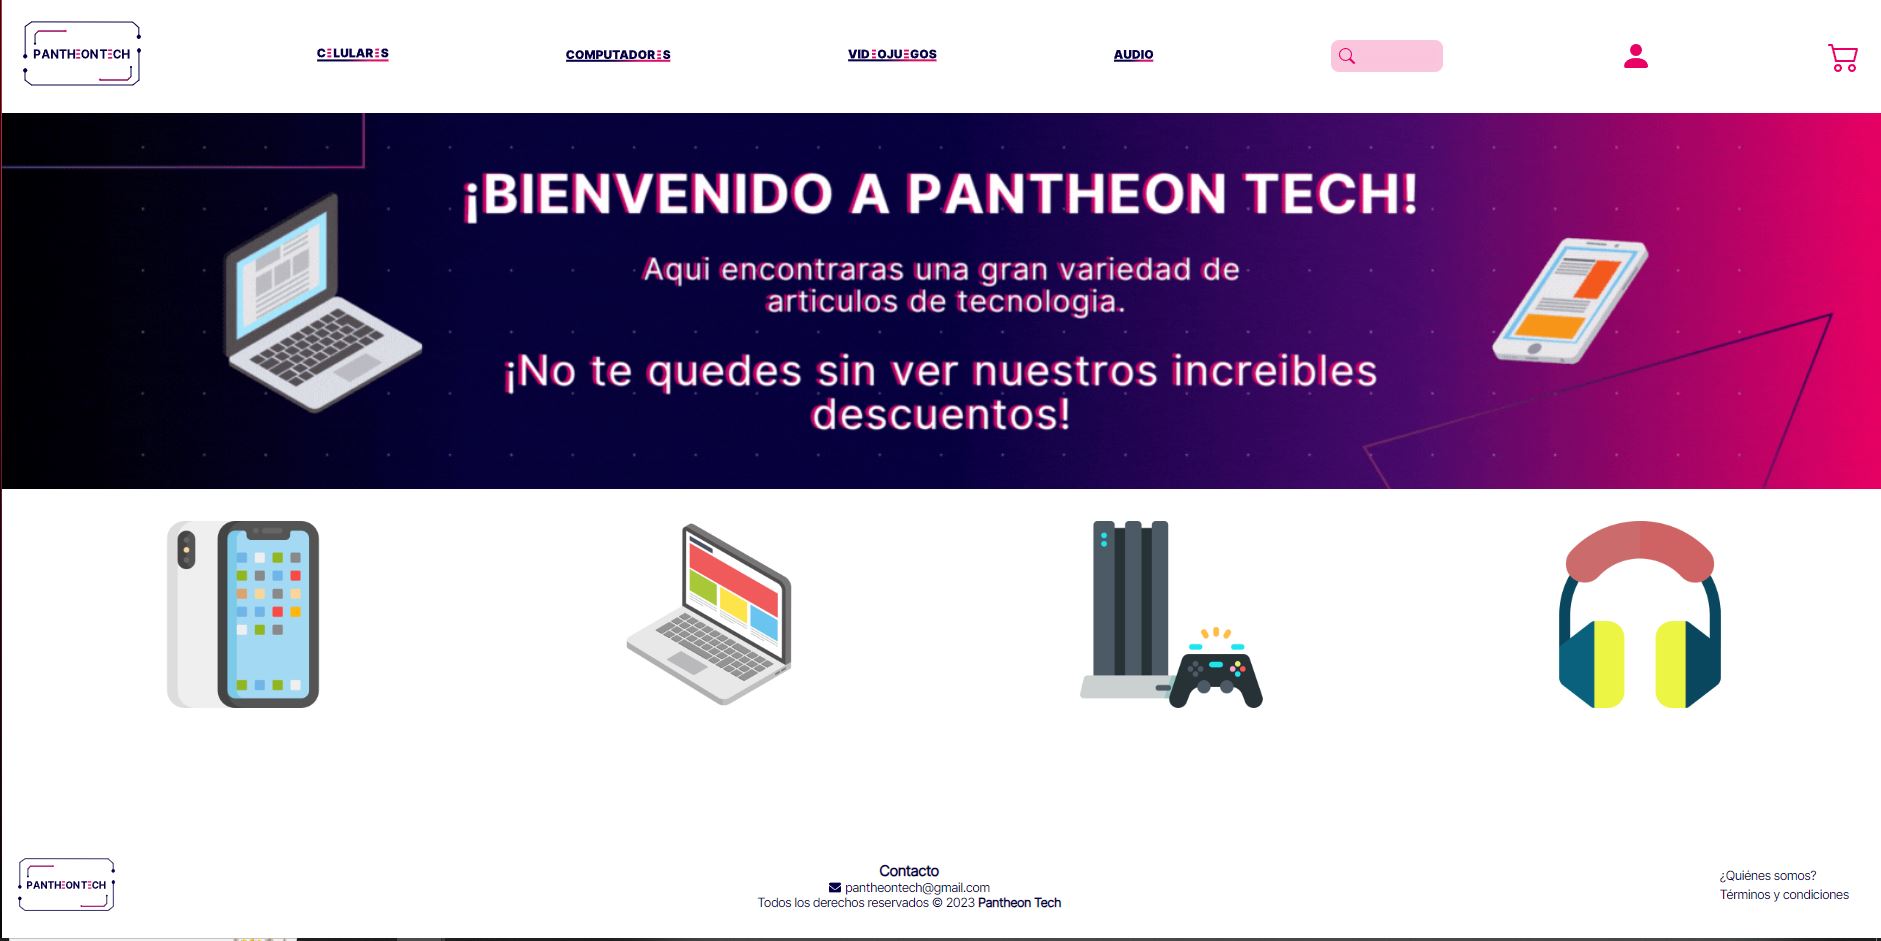 PANTHEONTECH
CELULARES
COMPUTADORES
VIDEOJUEGOS
AUDIO
¡BIENVENIDO A PANTHEON TECH!
Aqui encontraras una gran variedad de
articulos de tecnologia.
¡No te quedes sin ver nuestros increibles
descuentos!
PANTHEONTECH
Contacto
pantheontech@gmail.com
Todos los derechos reservados © 2023 Pantheon Tech
¿Quiénes somos?
Términos y condiciones